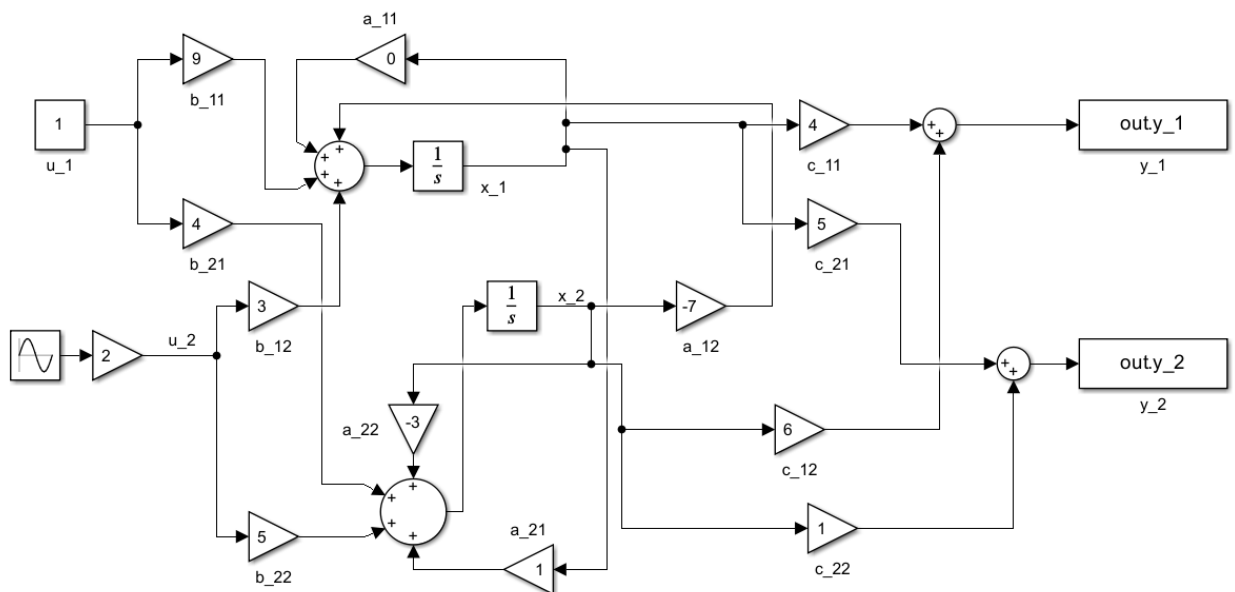 a_11
0
9
b_11
1
u_1
+
+
+
+
1
s
x_1
4
c_11
+
+
out.y_1
y_1
4
b_21
5
c_21
3
b_12
1
s
x_2
-7
a_12
2
u_2
+
+
out.y_2
y_2
-3
a_22
6
c_12
+
+
+
+
5
b_22
a_21
1
1
c_22